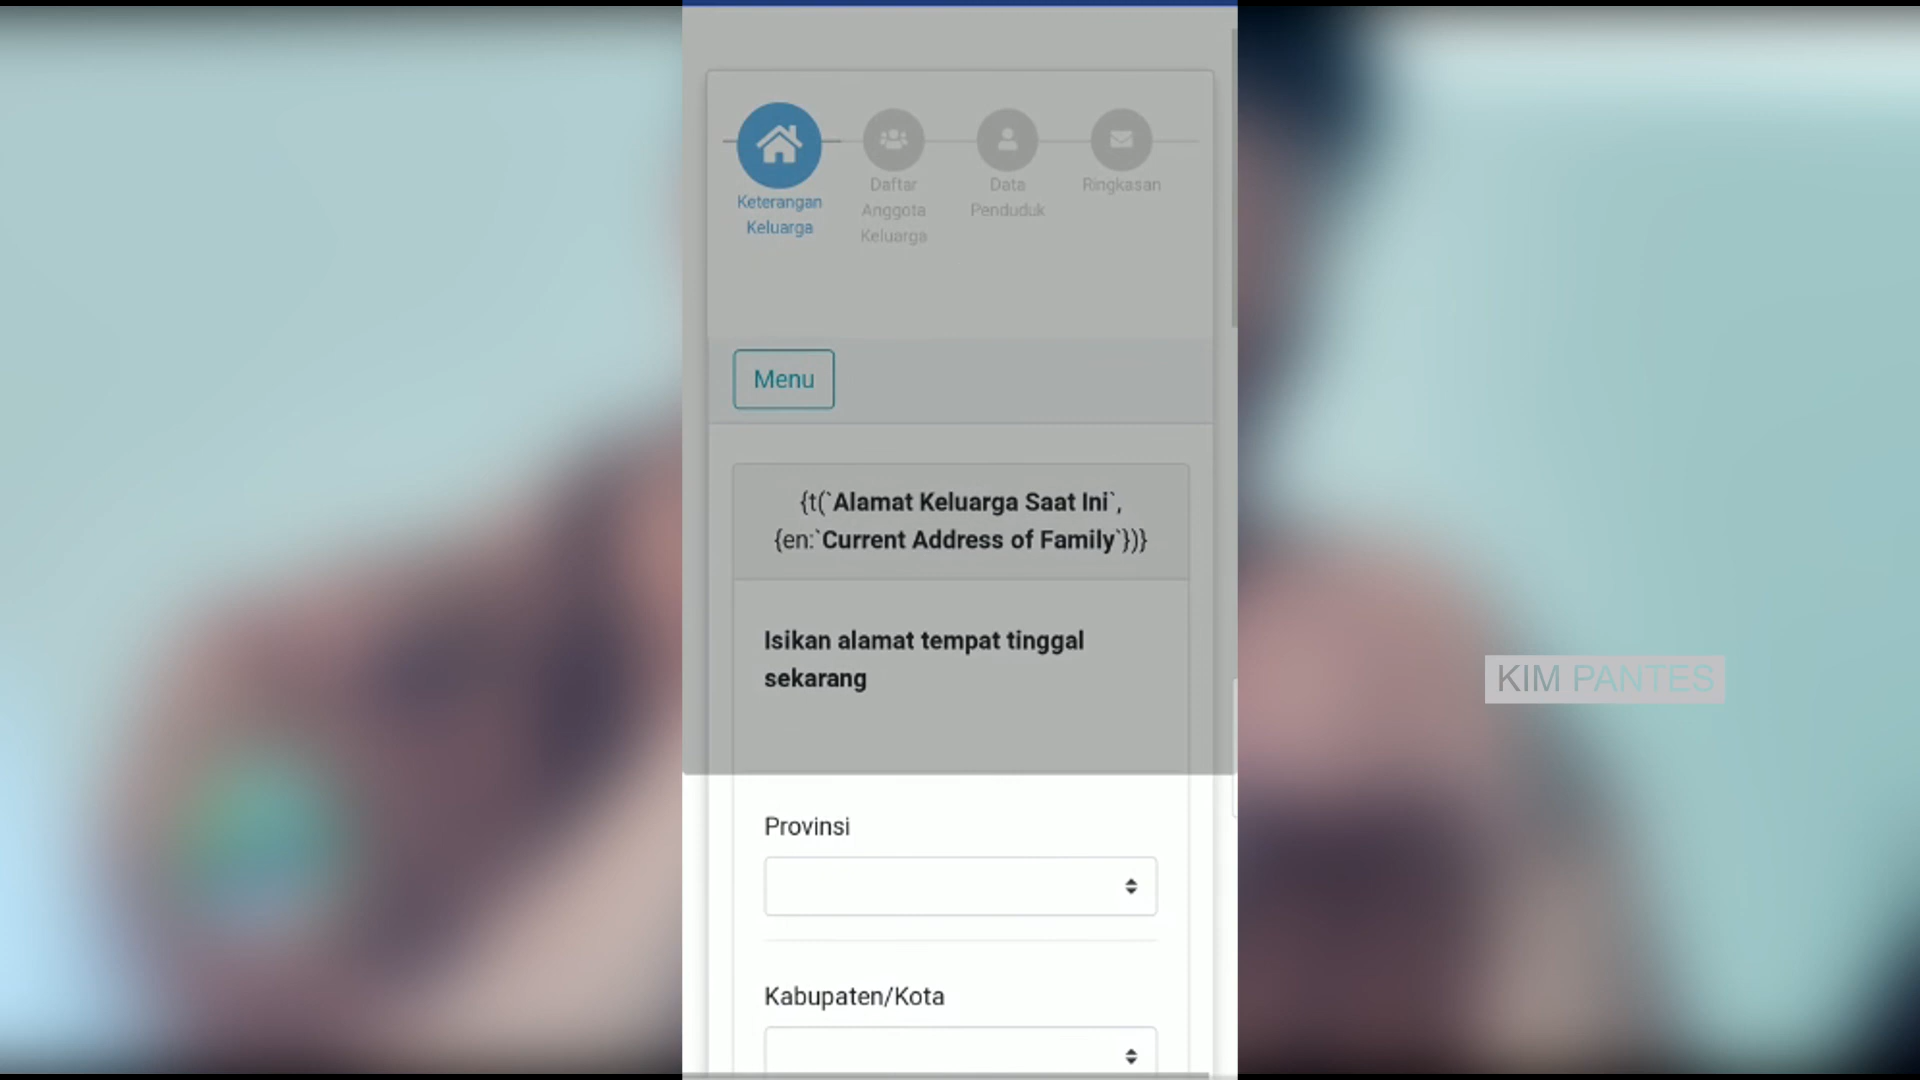 Keterangan
Keluarga
Daftar
Anggota
Keluarga
Data
Penduduk
Ringkasan
Menu
{t(`Alamat Keluarga Saat Ini`,
{en:`Current Address of Family`})}
Isikan alamat tempat tinggal
sekarang
KIM PANTES
Provinsi
Kabupaten/Kota